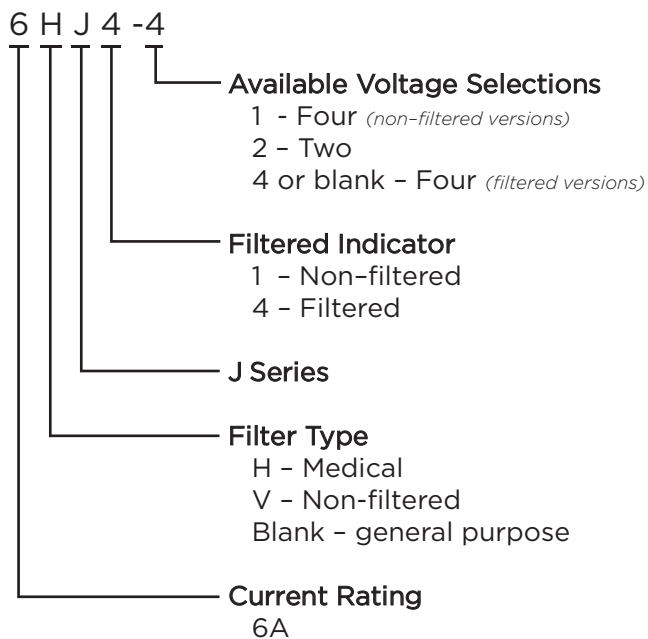 6 H J 4 -4
Available Voltage Selections
1 - Four (non-filtered versions)
2 – Two
4 or blank – Four (filtered versions)
Filtered Indicator
1 – Non-filtered
4 – Filtered
J Series
Filter Type
H – Medical
V – Non-filtered
Blank – general purpose
Current Rating
6A